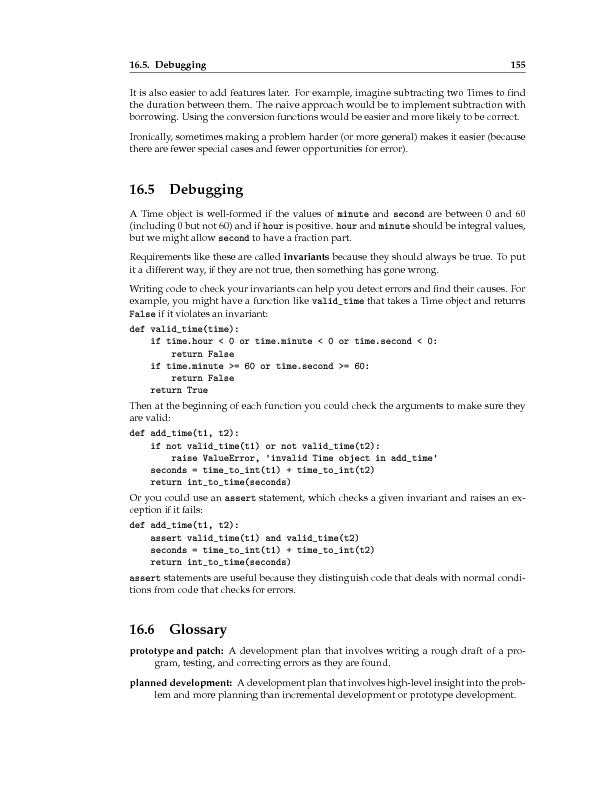 16.5. Debugging 155
It is also easier to add features later. For example, imagine subtracting two Times to find
the duration between them. The naive approach would be to implement subtraction with
borrowing. Using the conversion functions would be easier and more likely to be correct.
Ironically, sometimes making a problem harder (or more general) makes it easier (because
there are fewer special cases and fewer opportunities for error).
16.5 Debugging
A Time object is well-formed if the values of minute and second are between 0 and 60
(including 0 but not 60) and if hour is positive. hour and minute should be integral values,
but we might allow second to have a fraction part.
Requirements like these are called invariants because they should always be true. To put
it a different way, if they are not true, then something has gone wrong.
Writing code to check your invariants can help you detect errors and find their causes. For
example, you might have a function like valid_time that takes a Time object and returns
False if it violates an invariant:
def valid_time(time):
    if time.hour < 0 or time.minute < 0 or time.second < 0:
        return False
    if time.minute >= 60 or time.second >= 60:
        return False
    return True
Then at the beginning of each function you could check the arguments to make sure they
are valid:
def add_time(t1, t2):
    if not valid_time(t1) or not valid_time(t2):
        raise ValueError, 'invalid Time object in add_time'
    seconds = time_to_int(t1) + time_to_int(t2)
    return int_to_time(seconds)
Or you could use an assert statement, which checks a given invariant and raises an ex-
ception if it fails:
def add_time(t1, t2):
    assert valid_time(t1) and valid_time(t2)
    seconds = time_to_int(t1) + time_to_int(t2)
    return int_to_time(seconds)
assert statements are useful because they distinguish code that deals with normal condi-
tions from code that checks for errors.
16.6 Glossary
prototype and patch: A development plan that involves writing a rough draft of a pro-
gram, testing, and correcting errors as they are found.
planned development: A development plan that involves high-level insight into the prob-
lem and more planning than incremental development or prototype development.